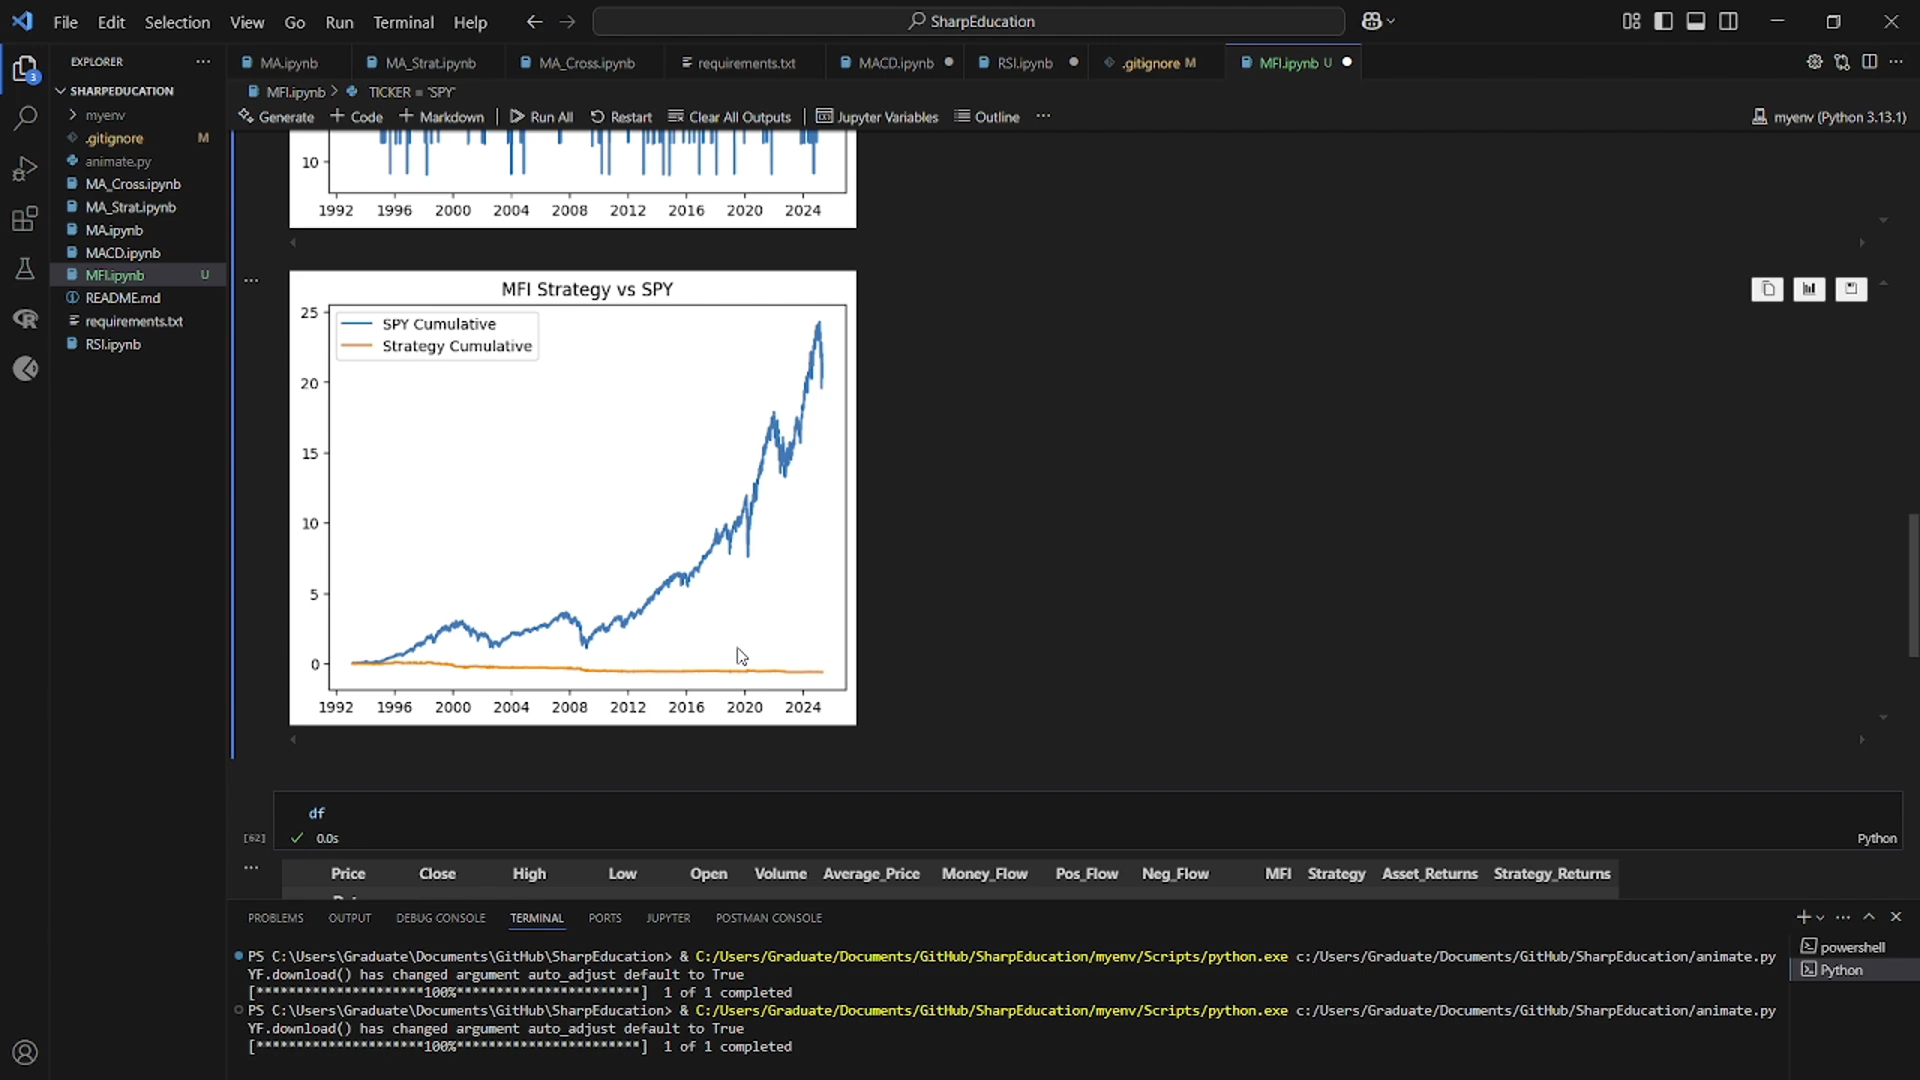 File Edit Selection View Go Run Terminal Help
SharpEducation
EXPLORER
MA.ipynb MA_Strat.ipynb MA_Cross.ipynb requirements.txt MACD.ipynb RSI.ipynb .gitignore M MFI.ipynb U
SHARPEDUCATION
MFI.ipynb > TICKER = "SPY"
Generate + Code + Markdown Run All Restart Clear All Outputs Jupyter Variables Outline ...
myenv (Python 3.13.1)
3
myenv
.gitignore M
animate.py
MA_Cross.ipynb
MA_Strat.ipynb
MA.ipynb
MACD.ipynb
MFI.ipynb U
README.md
requirements.txt
RSI.ipynb
10
1992 1996 2000 2004 2008 2012 2016 2020 2024
MFI Strategy vs SPY
SPY Cumulative
Strategy Cumulative
25
20
15
10
5
0
1992 1996 2000 2004 2008 2012 2016 2020 2024
df
[62] 0.0s
Python
Price Close High Low Open Volume Average_Price Money_Flow Pos_Flow Neg_Flow MFI Strategy Asset_Returns Strategy_Returns
PROBLEMS OUTPUT DEBUG CONSOLE TERMINAL PORTS JUPYTER POSTMAN CONSOLE
PS C:\Users\Graduate\Documents\GitHub\SharpEducation> & C:/Users/Graduate/Documents/GitHub/SharpEducation/myenv/Scripts/python.exe c:/Users/Graduate/Documents/GitHub/SharpEducation/animate.py
YF.download() has changed argument auto_adjust default to True
[*********************100%***********************]  1 of 1 completed
PS C:\Users\Graduate\Documents\GitHub\SharpEducation> & C:/Users/Graduate/Documents/GitHub/SharpEducation/myenv/Scripts/python.exe c:/Users/Graduate/Documents/GitHub/SharpEducation/animate.py
YF.download() has changed argument auto_adjust default to True
[*********************100%***********************]  1 of 1 completed
powershell
Python